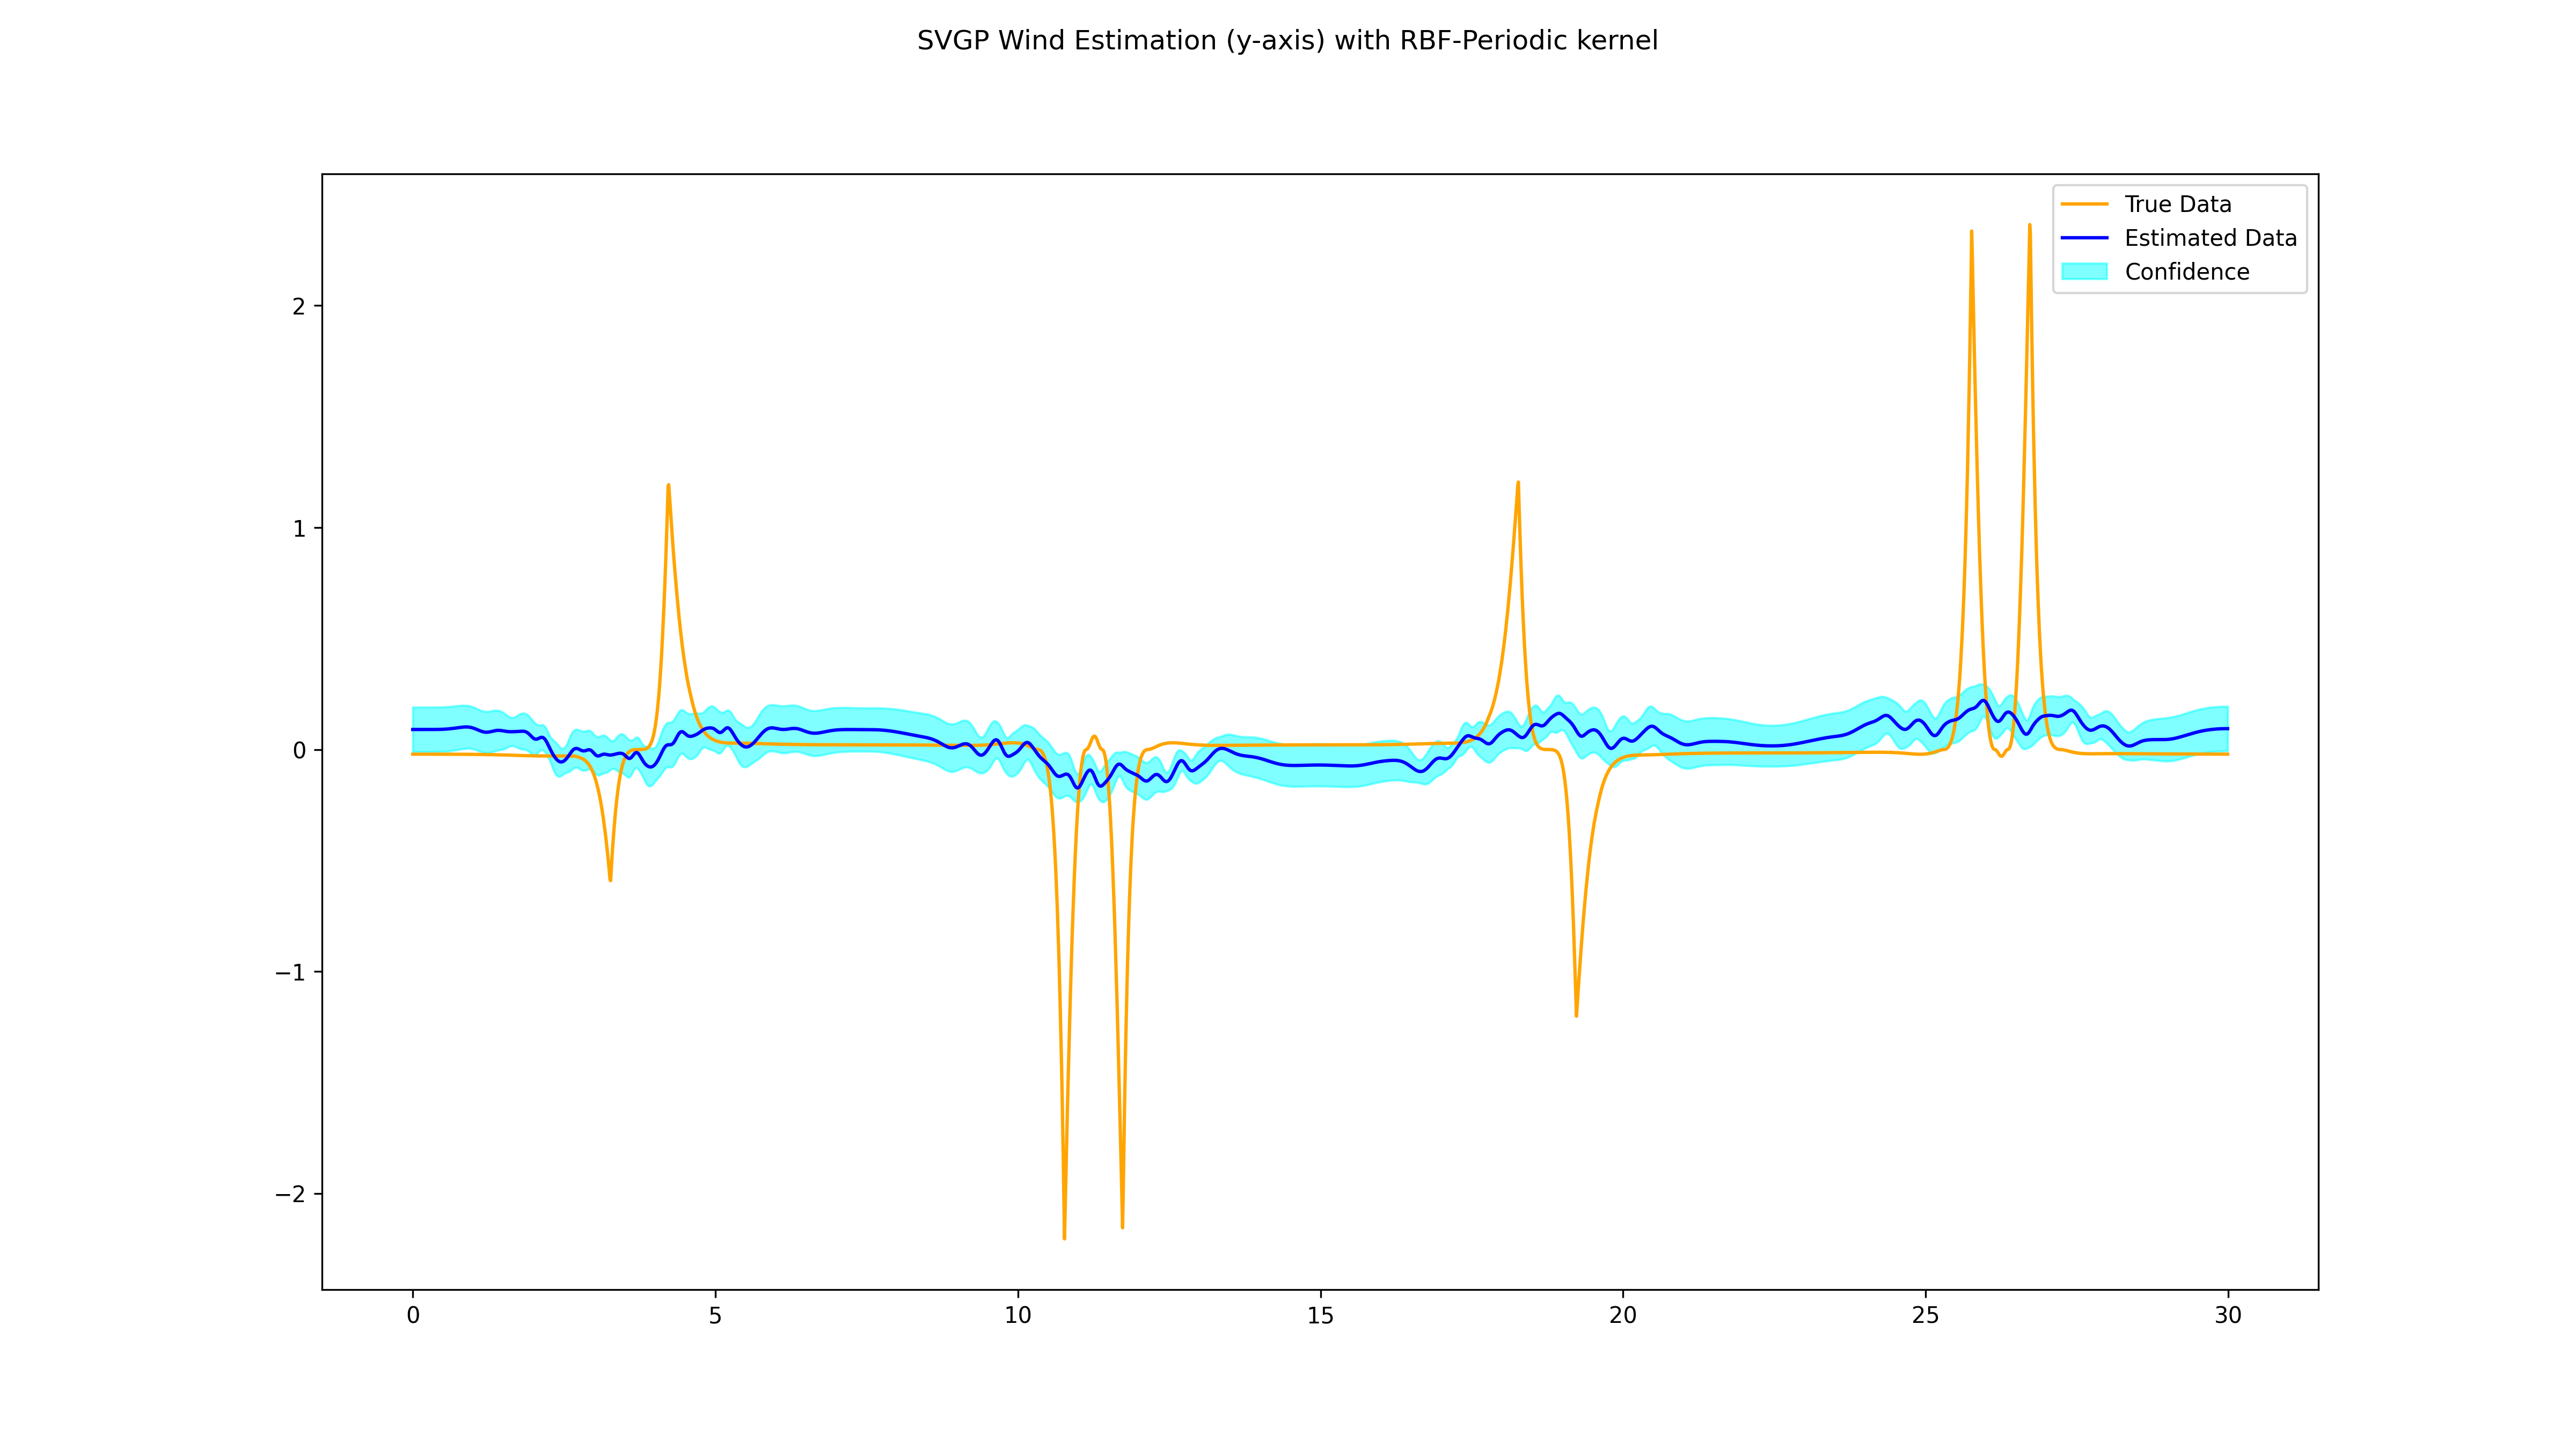 SVGP Wind Estimation (y-axis) with RBF-Periodic kernel
True Data
Estimated Data
Confidence
2
1
0
−1
−2
0 5 10 15 20 25 30